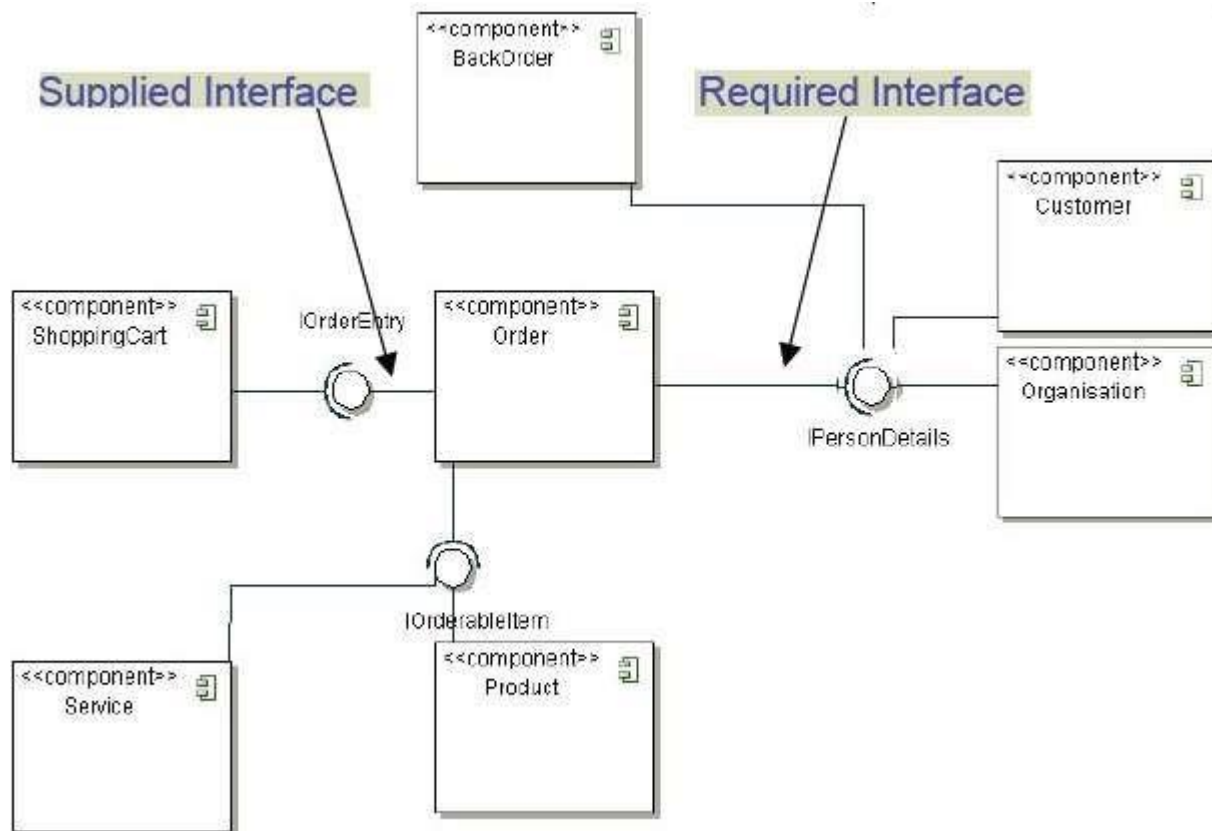 <<component>>
BackOrder
Supplied Interface
Required Interface
<<component>>
Customer
<<component>>
ShoppingCart
IOrderEntry
<<component>>
Order
<<component>>
Organisation
IPersonDetails
IOrderableItem
<<component>>
Service
<<component>>
Product